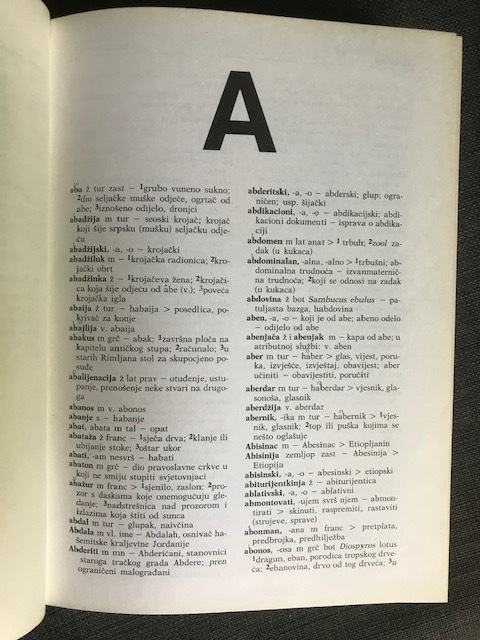 A
aba ž tur zast – ¹grubo vuneno sukno;
²dio seljačke muške odjeće, ogrtač od
abe; ³iznošeno odijelo, dronjci
abadžija m tur – seoski krojač; krojač
koji šije srpsku (mušku) seljačku odje-
ću
abadžijski, -a, -o – krojački
abadžiluk m – ¹krojačka radionica; ²kro-
jački obrt
abadžinka ž – ¹krojačeva žena; ²krojači-
ca koja šije odjeću od abe (v.); ³poveća
krojačka igla
abaija ž tur – habaija > posedlica, po-
krivač za konje
abajlija v. abaija
abakus m grč – abak; ¹završna ploča na
kapitelu antičkog stupa; ²računalo; ³u
starih Rimljana stol za skupocjeno po-
suđe
abalijenacija ž lat prav – otuđenje, ustu-
panje, prenošenje neke stvari na drugo-
ga
abanos m v. abonos
abanje s – habanje
abat, abata m tal – opat
abataža ž franc – ¹sječa drva; ²klanje ili
ubijanje stoke; ³oštar ukor
abati, -am nesvrš – habati
abaton m grč – dio pravoslavne crkve u
koji ne smiju stupiti svjetovnjaci
abažur m franc > ¹sjenilo, zaslon; ²pro-
zor s daskama koje onemogućuju gle-
danje; ³nadstrešnica nad prozorom i
izlazima koja štiti od sunca
abdal m tur – glupak, naivčina
Abdala m vl. ime – Abdalah, osnivač ha-
šemitske kraljevine Jordanije
Abderiti m mn – Abderićani, stanovnici
staroga tračkog grada Abdere; pren
ograničeni malograđani
abderitski, -a, -o – abderski; glup; ogra-
ničen; usp. šijački
abdikacioni, -a, -o – abdikacijski; abdi-
kacioni dokumenti – isprava o abdika-
ciji
abdomen m lat anat > ¹trbuh; ²zool za-
dak (u kukaca)
abdominalan, -alna, -alno > ¹trbušni; ab-
dominalna trudnoća – izvanmaternič-
na trudnoća; ²koji se odnosi na zadak
(u kukaca)
abdovina ž bot Sambucus ebulus – pa-
tuljasta bazga, habdovina
aben, -a, -o – koji je od abe; abeno odelo
– odijelo od abe
abenjača ž i abenjak m – kapa od abe; u
atributnoj službi: v. aben
aber m tur – haber > glas, vijest, poru-
ka, izvješće, izvještaj, obavijest; aber
učiniti – obavijestiti, poručiti
aberdar m tur – haberdar > vjesnik, gla-
sonoša, glasnik
aberdžija v. aberdar
abernik, -ika m tur – habernik > ¹vjes-
nik, glasnik; ²top ili puška kojima se
nešto oglašuje
Abisinac m – Abesinac > Etiopljanin
Abisinija zemljop zast – Abesinija >
Etiopija
abisinski, -a, -o – abesinski > etiopski
abiturijentkinja ž – abiturijentica
ablativski, -a, -o – ablativni
abmontovati, -ujem svrš njem – abmon-
tirati > skinuti, raspremiti, rastaviti
(strojeve, sprave)
abonman, -ana m franc > pretplata,
predbrojka, predbilježba
abonos, -osa m grč bot Diospyros lotus
¹dragun, eban, porodica tropskog drve-
ća; ²ebanovina, drvo od tog drveća; ³u